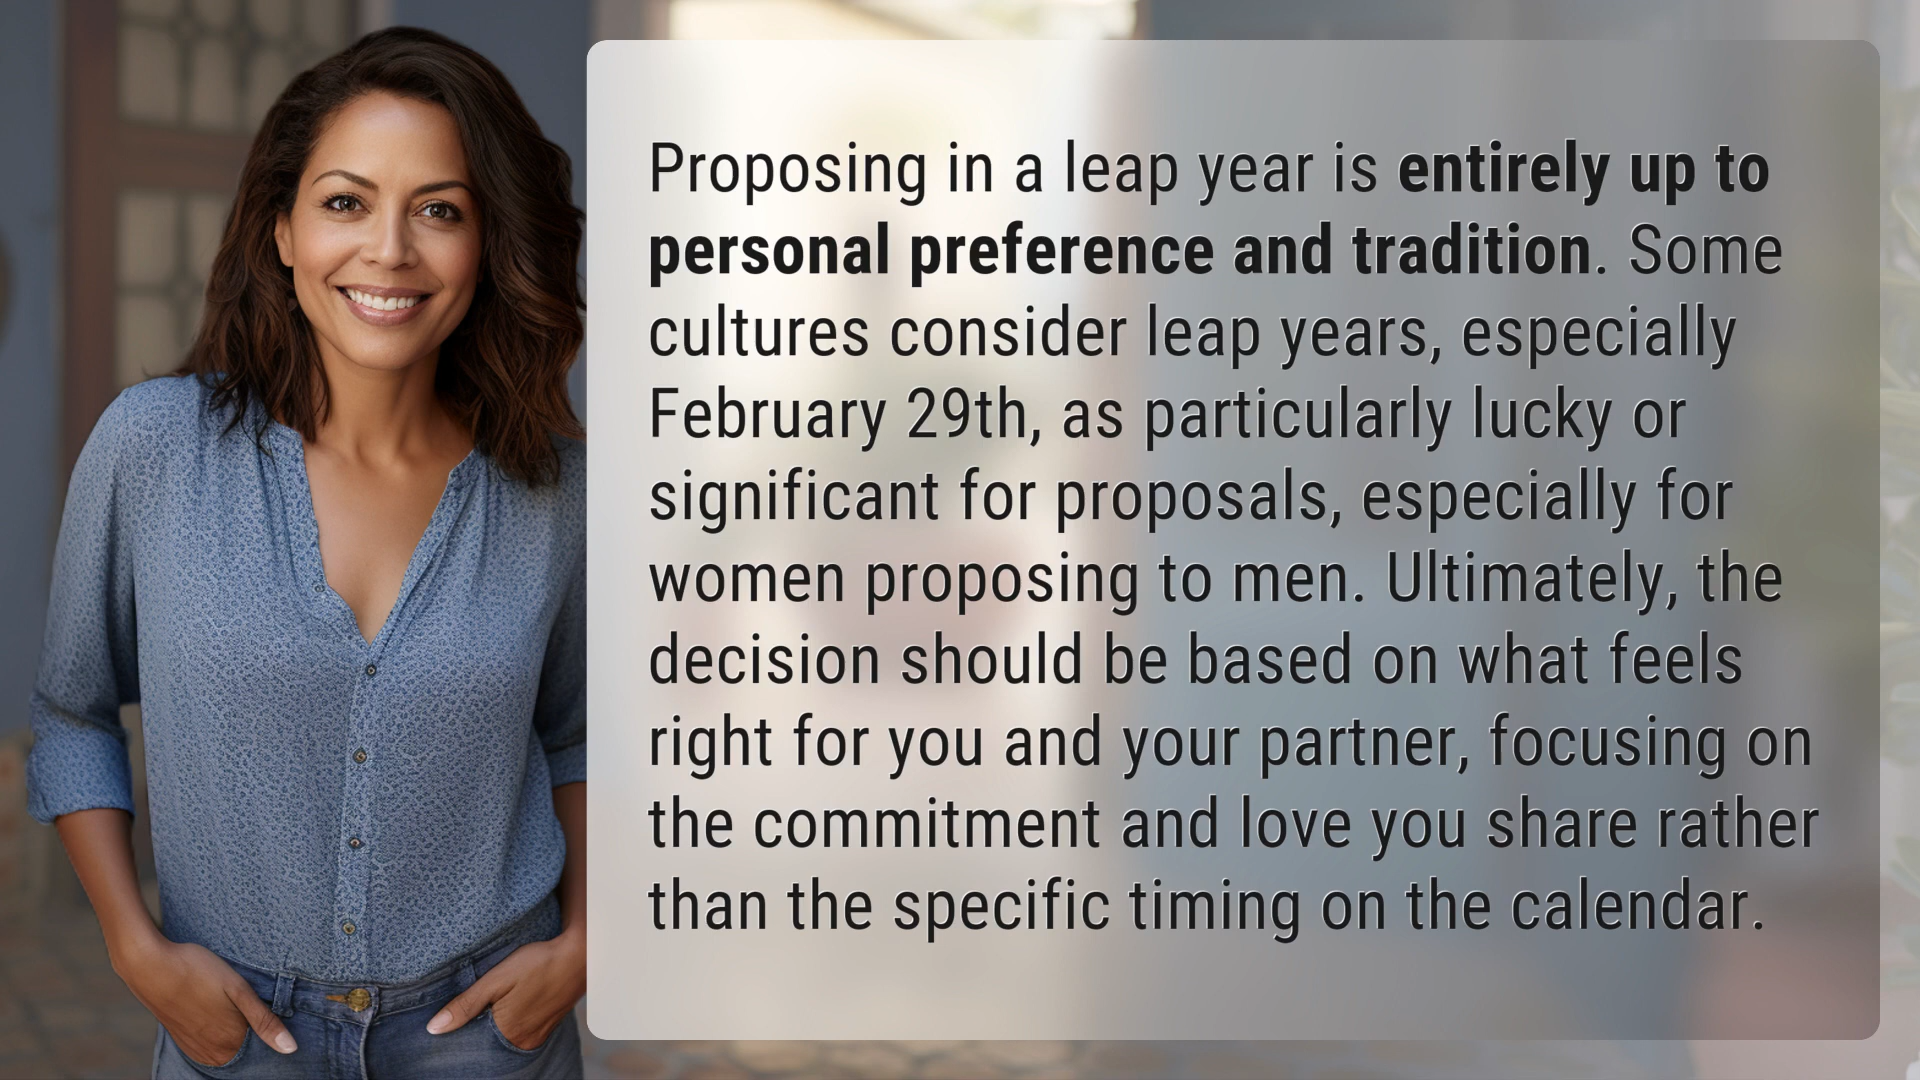 Proposing in a leap year is entirely up to
personal preference and tradition. Some
cultures consider leap years, especially
February 29th, as particularly lucky or
significant for proposals, especially for
women proposing to men. Ultimately, the
decision should be based on what feels
right for you and your partner, focusing on
the commitment and love you share rather
than the specific timing on the calendar.